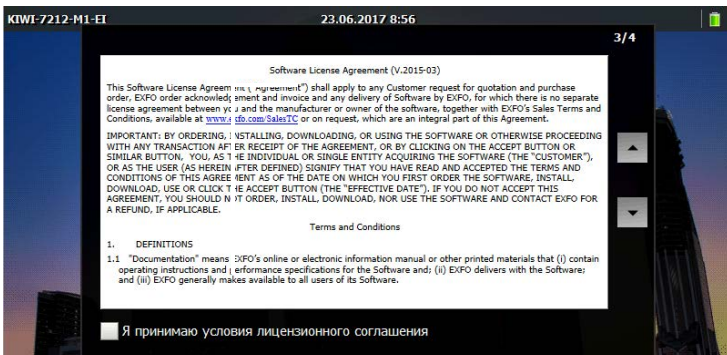 KIWI-7212-M1-EI
23.06.2017 8:56
3/4
Software License Agreement (V.2015-03)
This Software License Agreement ("Agreement") shall apply to any Customer request for quotation and purchase
order, EXFO order acknowledgement and invoice and any delivery of Software by EXFO, for which there is no separate
license agreement between you and the manufacturer or owner of the software, together with EXFO's Sales Terms and
Conditions, available at www.exfo.com/SalesTC or on request, which are an integral part of this Agreement.
IMPORTANT: BY ORDERING, INSTALLING, DOWNLOADING, OR USING THE SOFTWARE OR OTHERWISE PROCEEDING
WITH ANY TRANSACTION AFTER RECEIPT OF THE AGREEMENT, OR BY CLICKING ON THE ACCEPT BUTTON OR
SIMILAR BUTTON, YOU, AS THE INDIVIDUAL OR SINGLE ENTITY ACQUIRING THE SOFTWARE (THE "CUSTOMER"),
OR AS THE USER (AS HEREIN AFTER DEFINED) SIGNIFY THAT YOU HAVE READ AND ACCEPTED THE TERMS AND
CONDITIONS OF THIS AGREEMENT AS OF THE DATE ON WHICH YOU FIRST ORDER THE SOFTWARE, INSTALL,
DOWNLOAD, USE OR CLICK THE ACCEPT BUTTON (THE "EFFECTIVE DATE"). IF YOU DO NOT ACCEPT THIS
AGREEMENT, YOU SHOULD NOT ORDER, INSTALL, DOWNLOAD, NOR USE THE SOFTWARE AND CONTACT EXFO FOR
A REFUND, IF APPLICABLE.
Terms and Conditions
1. DEFINITIONS
1.1 "Documentation" means EXFO's online or electronic information manual or other printed materials that (i) contain
operating instructions and performance specifications for the Software and; (ii) EXFO delivers with the Software;
and (iii) EXFO generally makes available to all users of its Software.
Я принимаю условия лицензионного соглашения